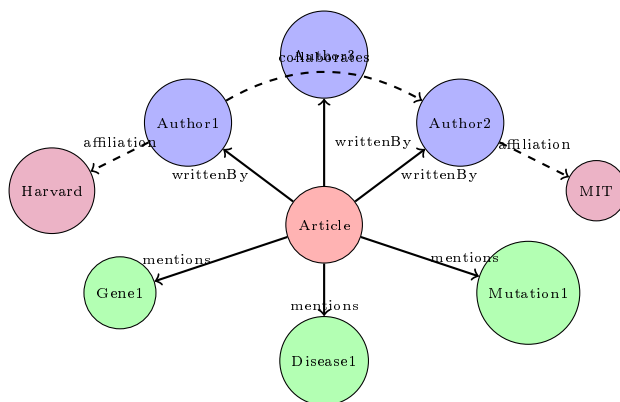 Author3
collaborates
Author1
Author2
affiliation
writtenBy
affiliation
writtenBy
writtenBy
Harvard
MIT
Article
mentions
mentions
Gene1
Mutation1
mentions
Disease1